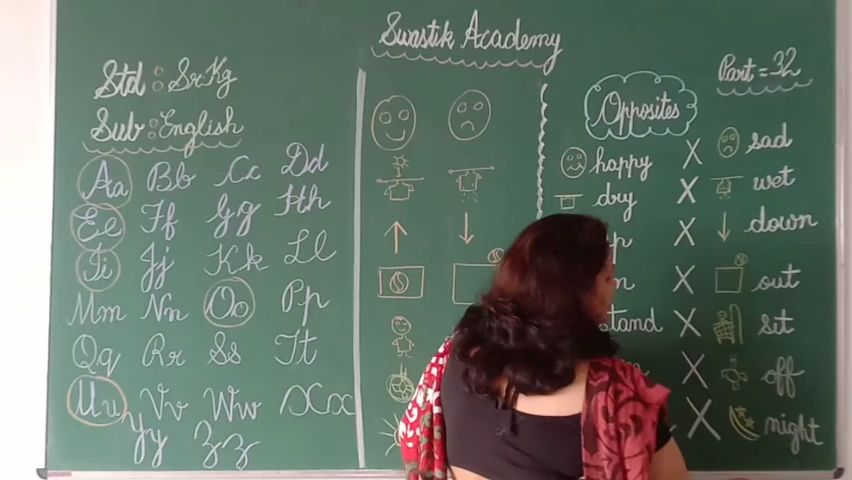 Swastik Academy
Std : Sr Kg
Sub : English
Part = 32
Aa Bb Cc Dd
Ee Ff Gg Hh
Ii Jj Kk Ll
Mm Nn Oo Pp
Qq Rr Ss Tt
Uu Vv Ww Xx
Yy Zz
Opposites
happy X sad
dry X wet
X down
X out
stand X sit
X off
X night